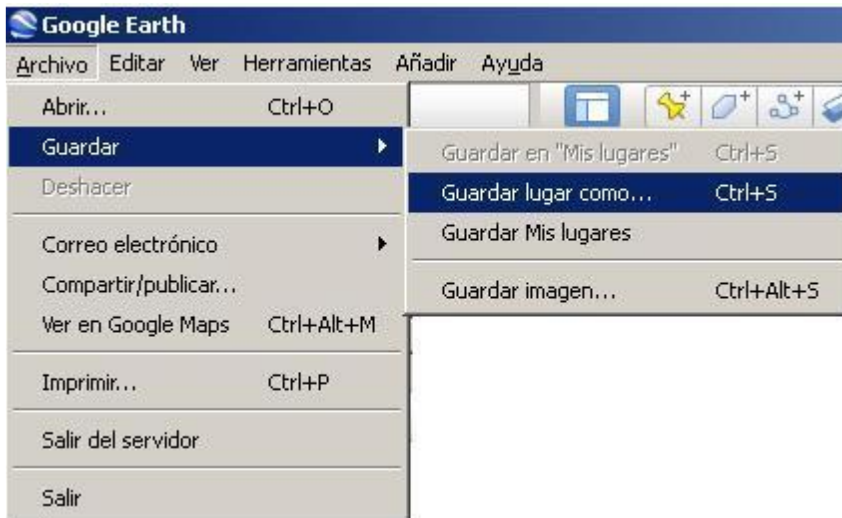 Google Earth
Archivo Editar Ver Herramientas Añadir Ayuda
Abrir... Ctrl+O
Guardar
Deshacer
Correo electrónico
Compartir/publicar...
Ver en Google Maps Ctrl+Alt+M
Imprimir... Ctrl+P
Salir del servidor
Salir
Guardar en "Mis lugares" Ctrl+S
Guardar lugar como... Ctrl+S
Guardar Mis lugares
Guardar imagen... Ctrl+Alt+S